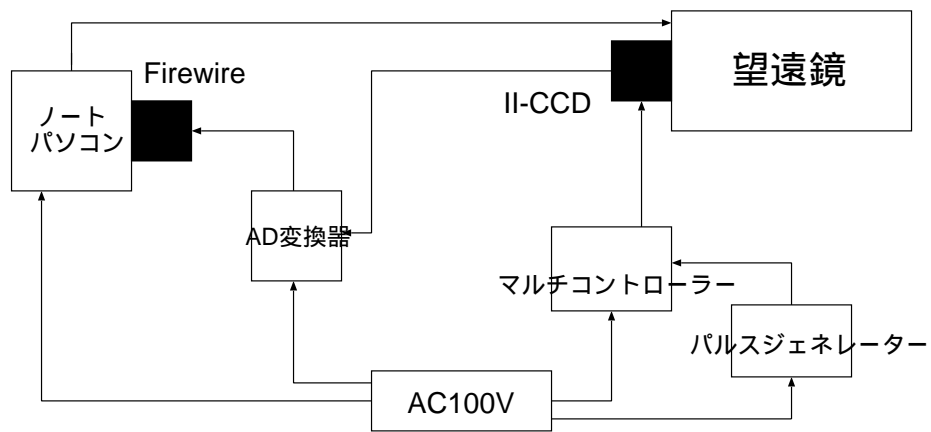 Firewire
望遠鏡
II-CCD
ノート
パソコン
AD変換器
マルチコントローラー
パルスジェネレーター
AC100V